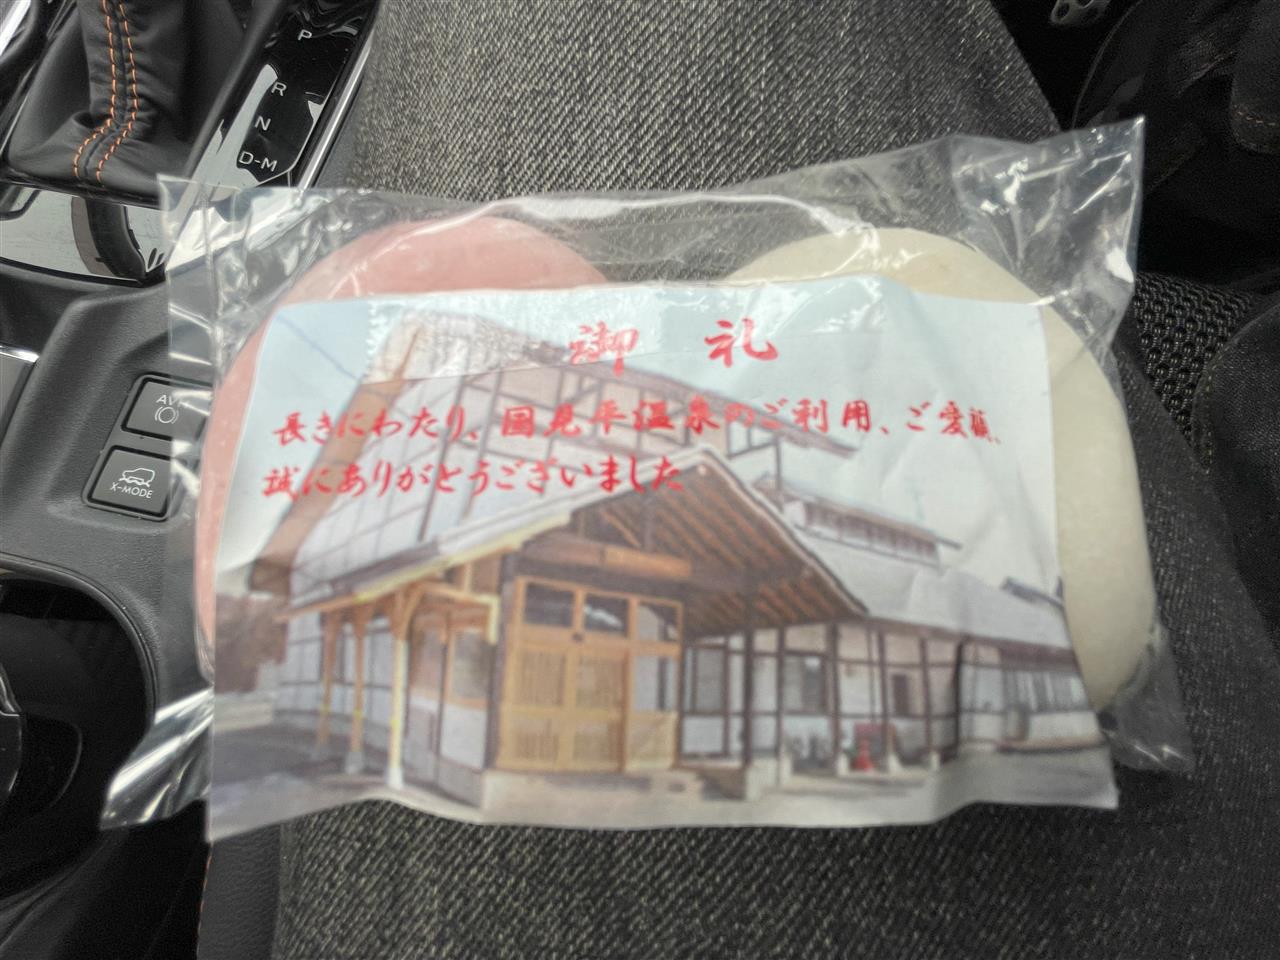 P
R
N
D-M
AVH
X-MODE
御 礼
長きにわたり、国見平温泉のご利用、ご愛顧、
誠にありがとうございました